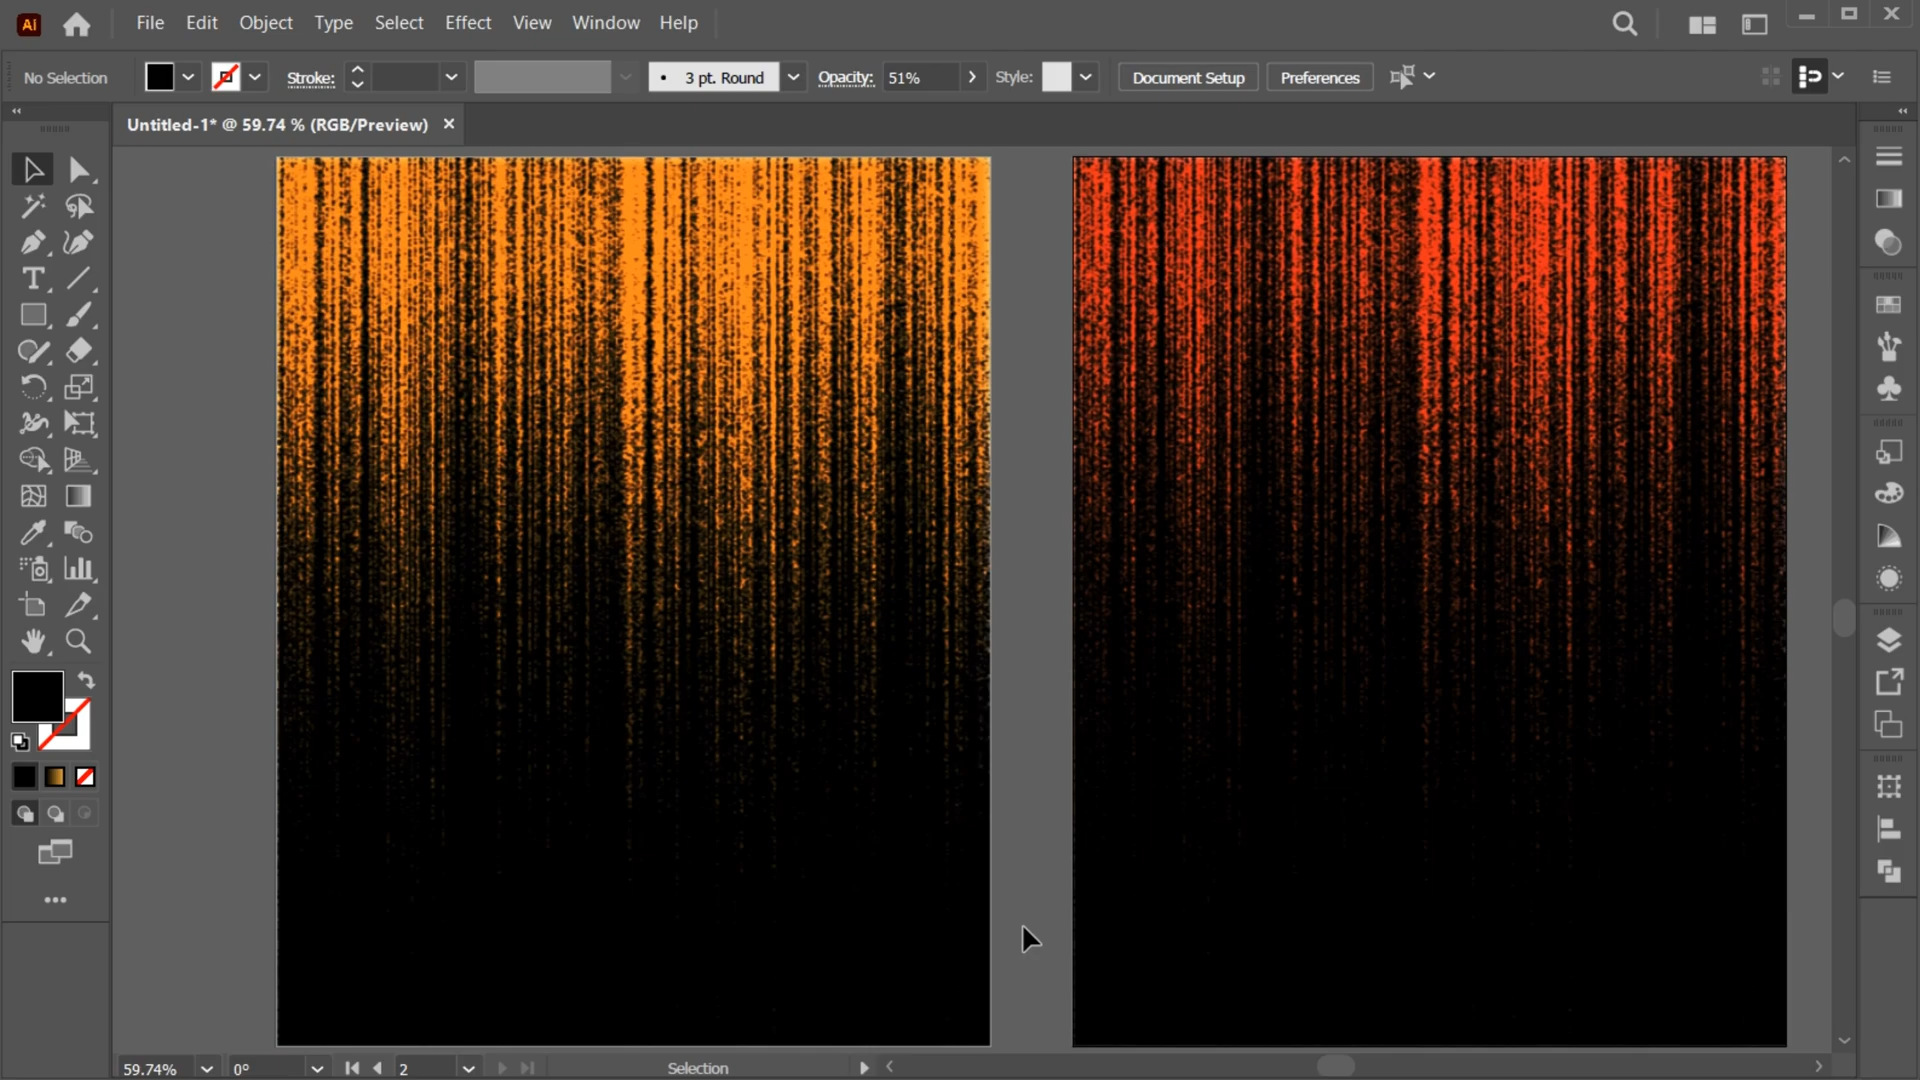 Ai File Edit Object Type Select Effect View Window Help
No Selection Stroke: 3 pt. Round Opacity: 51% Style: Document Setup Preferences
Untitled-1* @ 59.74 % (RGB/Preview)
59.74% 0° 2 Selection